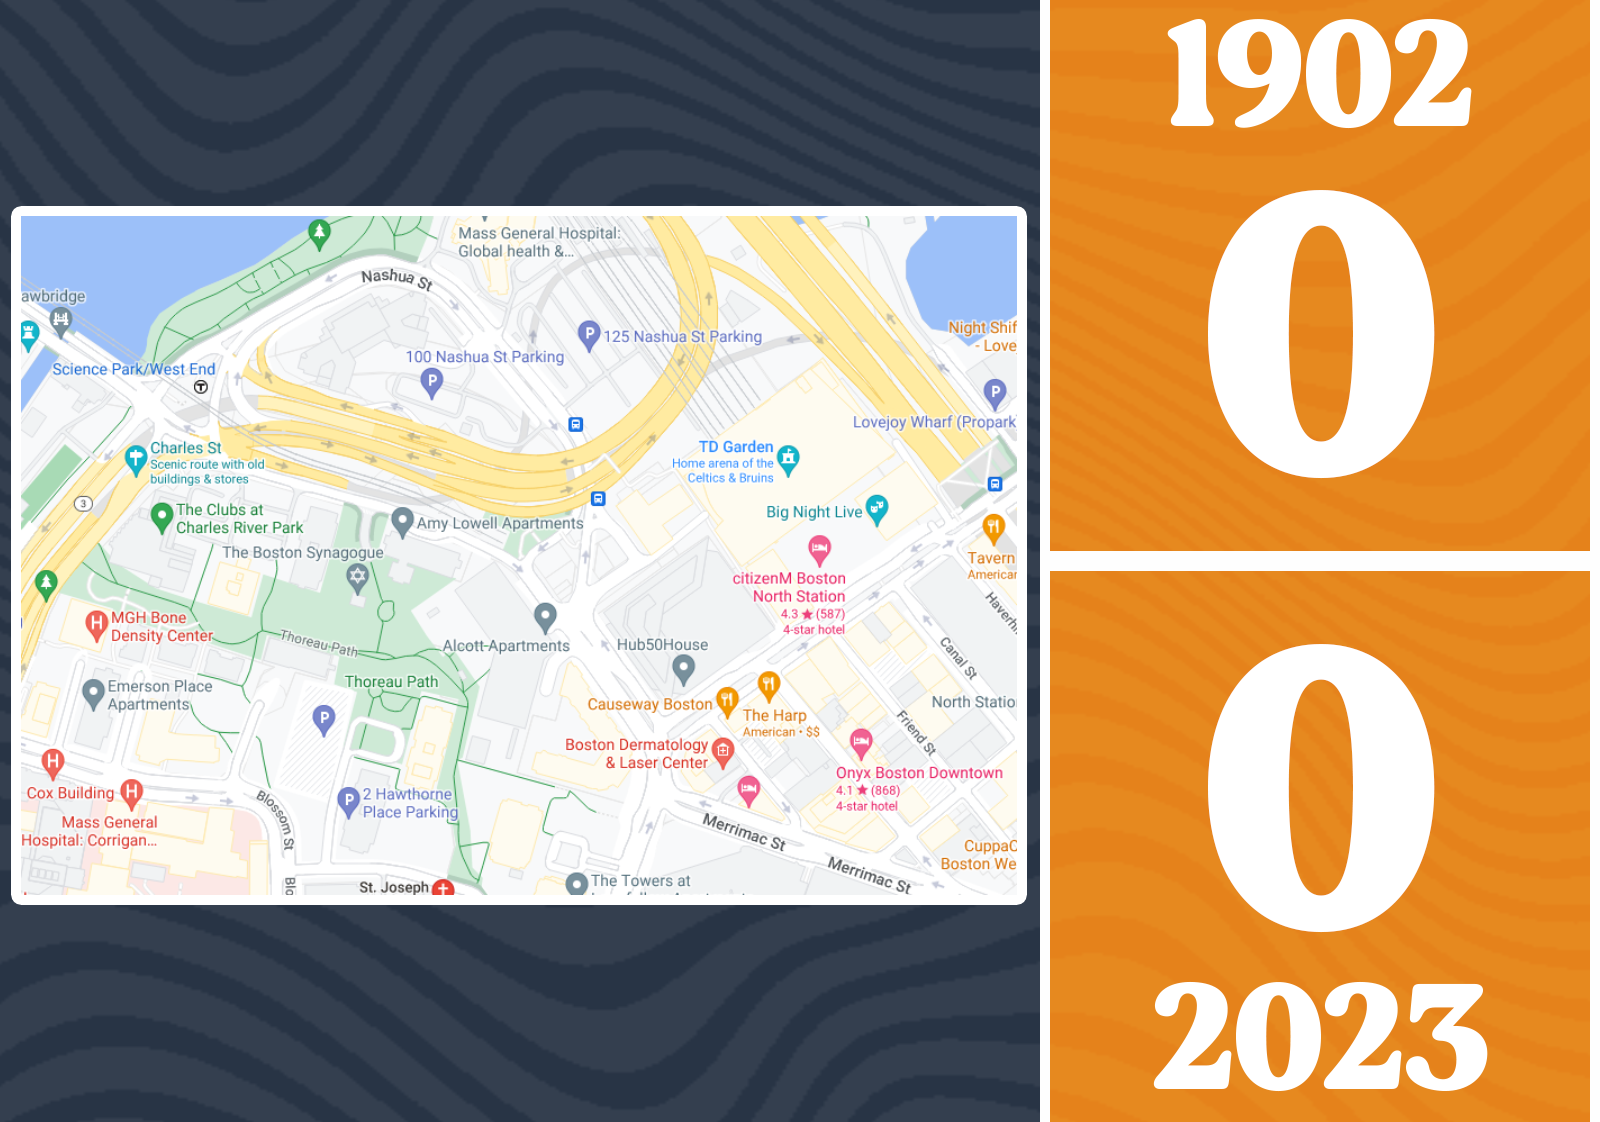 1902
0
0
2023
Mass General Hospital:
Global health &...
Nashua St
awbridge
125 Nashua St Parking
100 Nashua St Parking
Night Shif
- Love
Science Park/West End
T
P
P
P
Lovejoy Wharf (Propark
Charles St
Scenic route with old
buildings & stores
TD Garden
Home arena of the
Celtics & Bruins
3
The Clubs at
Charles River Park
Amy Lowell Apartments
Big Night Live
The Boston Synagogue
Tavern
American
citizenM Boston
North Station
4.3 ★ (587)
4-star hotel
H
MGH Bone
Density Center
Thoreau Path
Alcott Apartments
Hub50House
Haverh
Canal St
Thoreau Path
Emerson Place
Apartments
P
Causeway Boston
The Harp
American • $$
North Statio
Friend St
Boston Dermatology
& Laser Center
Onyx Boston Downtown
4.1 ★ (868)
4-star hotel
H
Cox Building
H
Mass General
Hospital: Corrigan...
Blossom St
P
2 Hawthorne
Place Parking
Merrimac St
Merrimac St
CuppaC
Boston We
Blo
St. Joseph
The Towers at